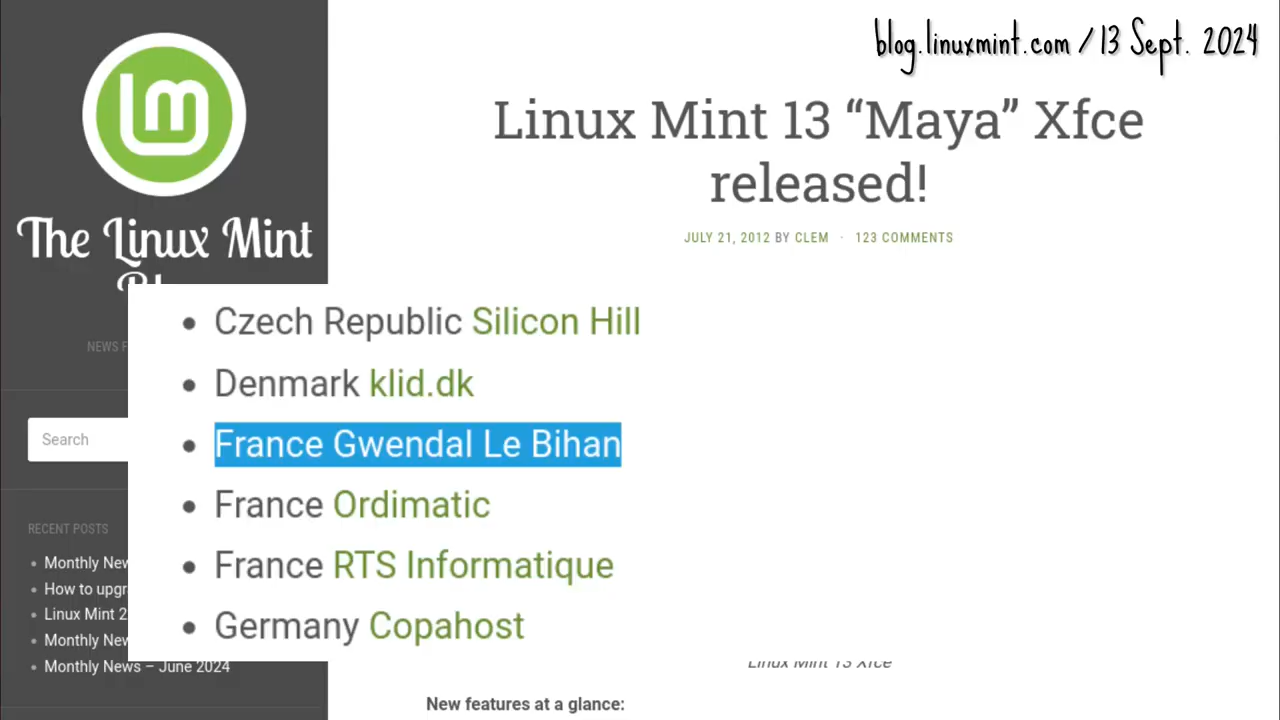 blog.linuxmint.com / 13 Sept. 2024
lm
The Linux Mint
NEWS F
Search
RECENT POSTS
Monthly New
How to upgr
Linux Mint 2
Monthly New
Monthly News – June 2024
Linux Mint 13 “Maya” Xfce
released!
JULY 21, 2012 BY CLEM · 123 COMMENTS
• Czech Republic Silicon Hill
• Denmark klid.dk
• France Gwendal Le Bihan
• France Ordimatic
• France RTS Informatique
• Germany Copahost
Linux Mint 13 Xfce
New features at a glance: